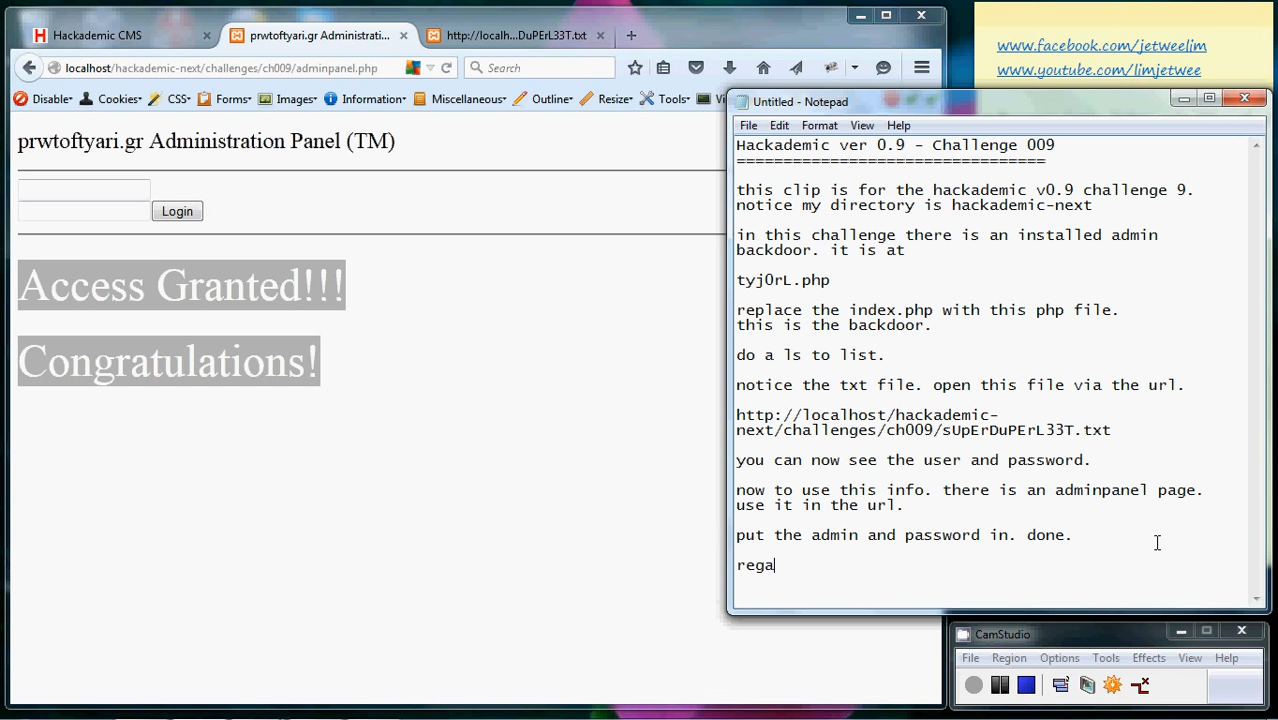 Hackademic CMS
prwtoftyari.gr Administrati...
http://localh...DuPErL33T.txt
localhost/hackademic-next/challenges/ch009/adminpanel.php
Search
Disable
Cookies
CSS
Forms
Images
Information
Miscellaneous
Outline
Resize
Tools
Vi
prwtoftyari.gr Administration Panel (TM)
Login
Access Granted!!!
Congratulations!
www.facebook.com/jetweelim
www.youtube.com/limjetwee
Untitled - Notepad
File Edit Format View Help
Hackademic ver 0.9 - Challenge 009
=================================
this clip is for the hackademic v0.9 challenge 9.
notice my directory is hackademic-next
in this challenge there is an installed admin
backdoor. it is at
tyj0rL.php
replace the index.php with this php file.
this is the backdoor.
do a ls to list.
notice the txt file. open this file via the url.
http://localhost/hackademic-
next/challenges/ch009/sUpErDuPErL33T.txt
you can now see the user and password.
now to use this info. there is an adminpanel page.
use it in the url.
put the admin and password in. done.
rega
CamStudio
File Region Options Tools Effects View Help